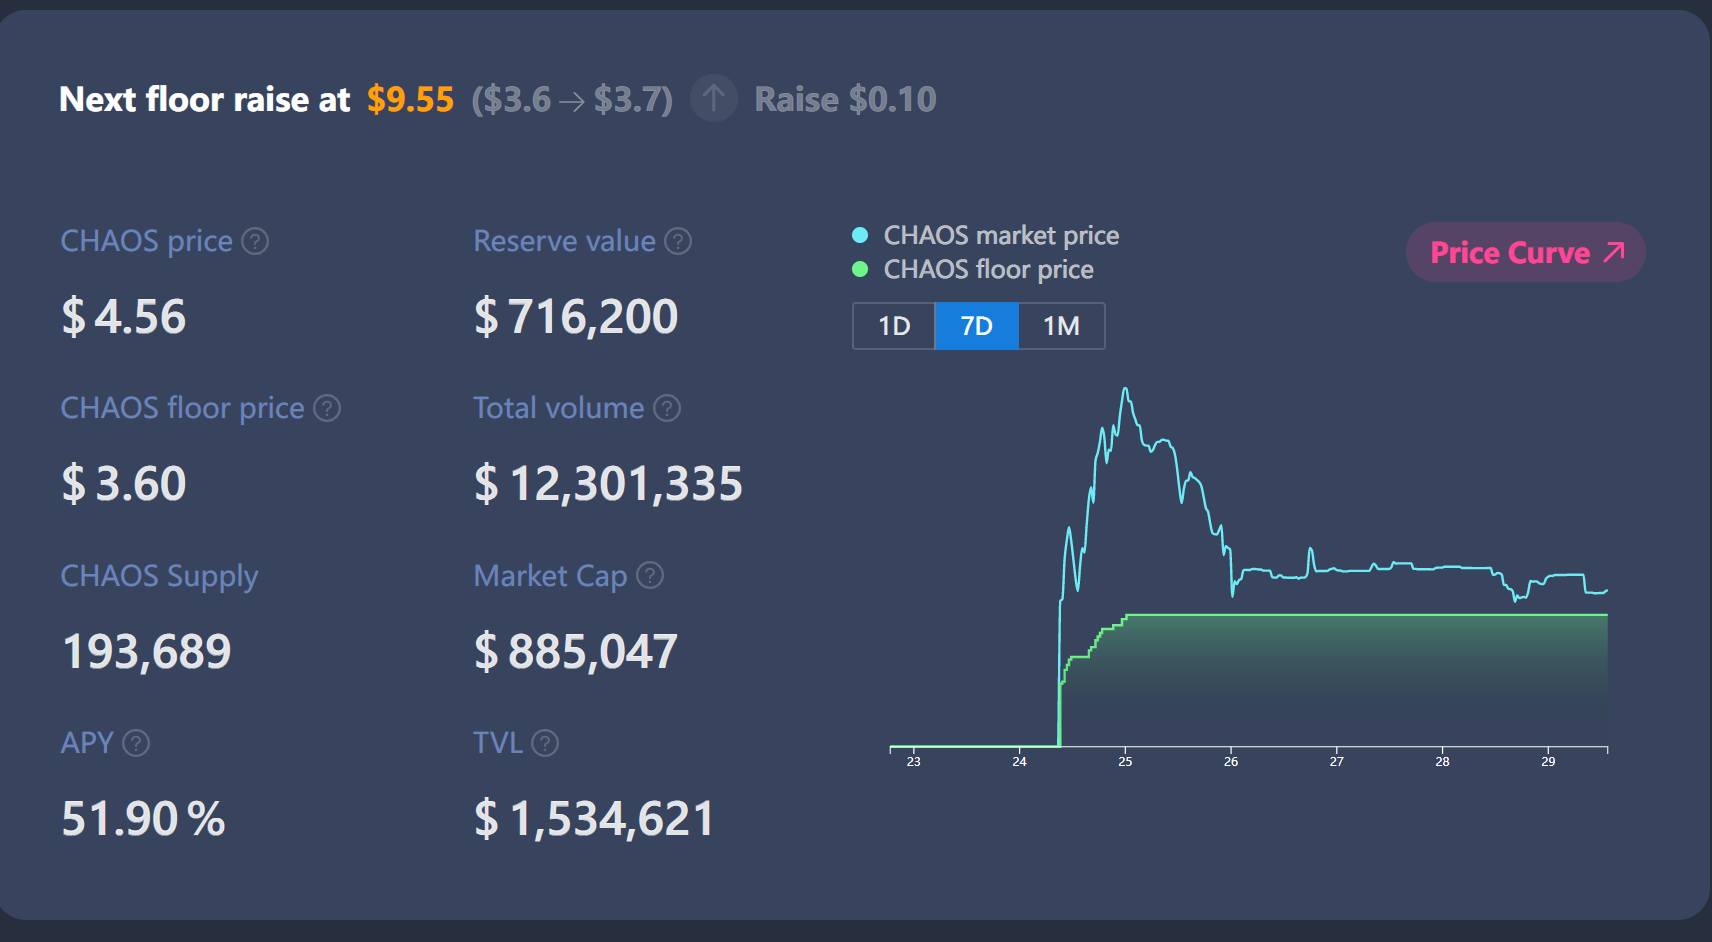 Next floor raise at $9.55 ($3.6 → $3.7) ↑ Raise $0.10
CHAOS price ?
$ 4.56
Reserve value ?
$ 716,200
CHAOS floor price ?
$ 3.60
Total volume ?
$ 12,301,335
CHAOS Supply
193,689
Market Cap ?
$ 885,047
APY ?
51.90 %
TVL ?
$ 1,534,621
CHAOS market price
CHAOS floor price
Price Curve ↗
1D 7D 1M
23 24 25 26 27 28 29